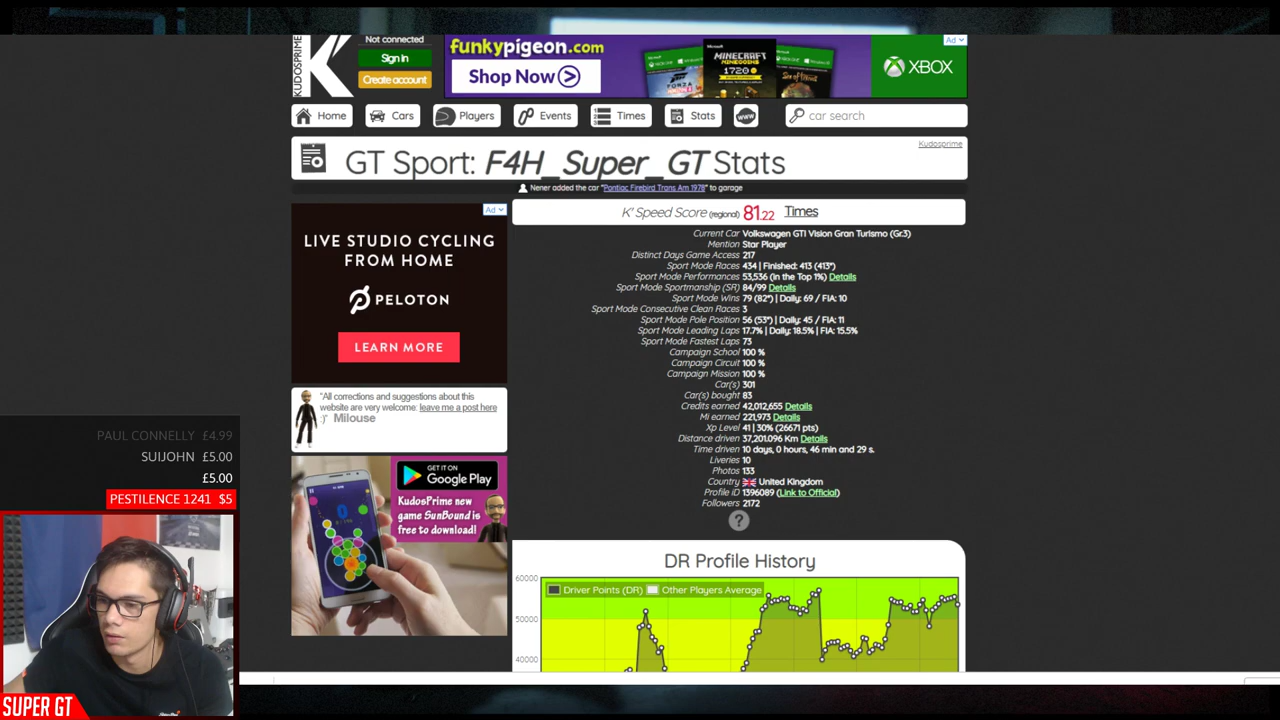 KUDOSPRIME
Not connected
Sign In
Create account
funkypigeon.com
Shop Now
MINECRAFT
MINECOINS
1720
XBOX
Ad
Home
Cars
Players
Events
Times
Stats
www
car search
GT Sport: F4H_Super_GT Stats
Kudosprime
Nener added the car "Pontiac Firebird Trans Am 1978" to garage
Ad
LIVE STUDIO CYCLING
FROM HOME
PELOTON
LEARN MORE
"All corrections and suggestions about this
website are very welcome: leave me a post here
:)" Milouse
GET IT ON
Google Play
KudosPrime new
game SunBound is
free to download!
K' Speed Score (regional) 81.22 Times
Current Car Volkswagen GTI Vision Gran Turismo (Gr.3)
Mention Star Player
Distinct Days Game Access 217
Sport Mode Races 434 | Finished: 413 (413*)
Sport Mode Performances 53,536 (in the Top 1%) Details
Sport Mode Sportmanship (SR) 84/99 Details
Sport Mode Wins 79 (82*) | Daily: 69 / FIA: 10
Sport Mode Consecutive Clean Races 3
Sport Mode Pole Position 56 (53*) | Daily: 45 / FIA: 11
Sport Mode Leading Laps 17.7% | Daily: 18.5% | FIA: 15.5%
Sport Mode Fastest Laps 73
Campaign School 100 %
Campaign Circuit 100 %
Campaign Mission 100 %
Car(s) 301
Car(s) bought 83
Credits earned 42,012,655 Details
Mi earned 221,973 Details
Xp Level 41 | 30% (26671 pts)
Distance driven 37,201.096 Km Details
Time driven 10 days, 0 hours, 46 min and 29 s.
Liveries 10
Photos 133
Country United Kingdom
Profile ID 1396089 (Link to Official)
Followers 2172
?
DR Profile History
60000
50000
40000
Driver Points (DR)
Other Players Average
PAUL CONNELLY £4.99
SUIJOHN £5.00
£5.00
PESTILENCE 1241 $5
SUPER GT